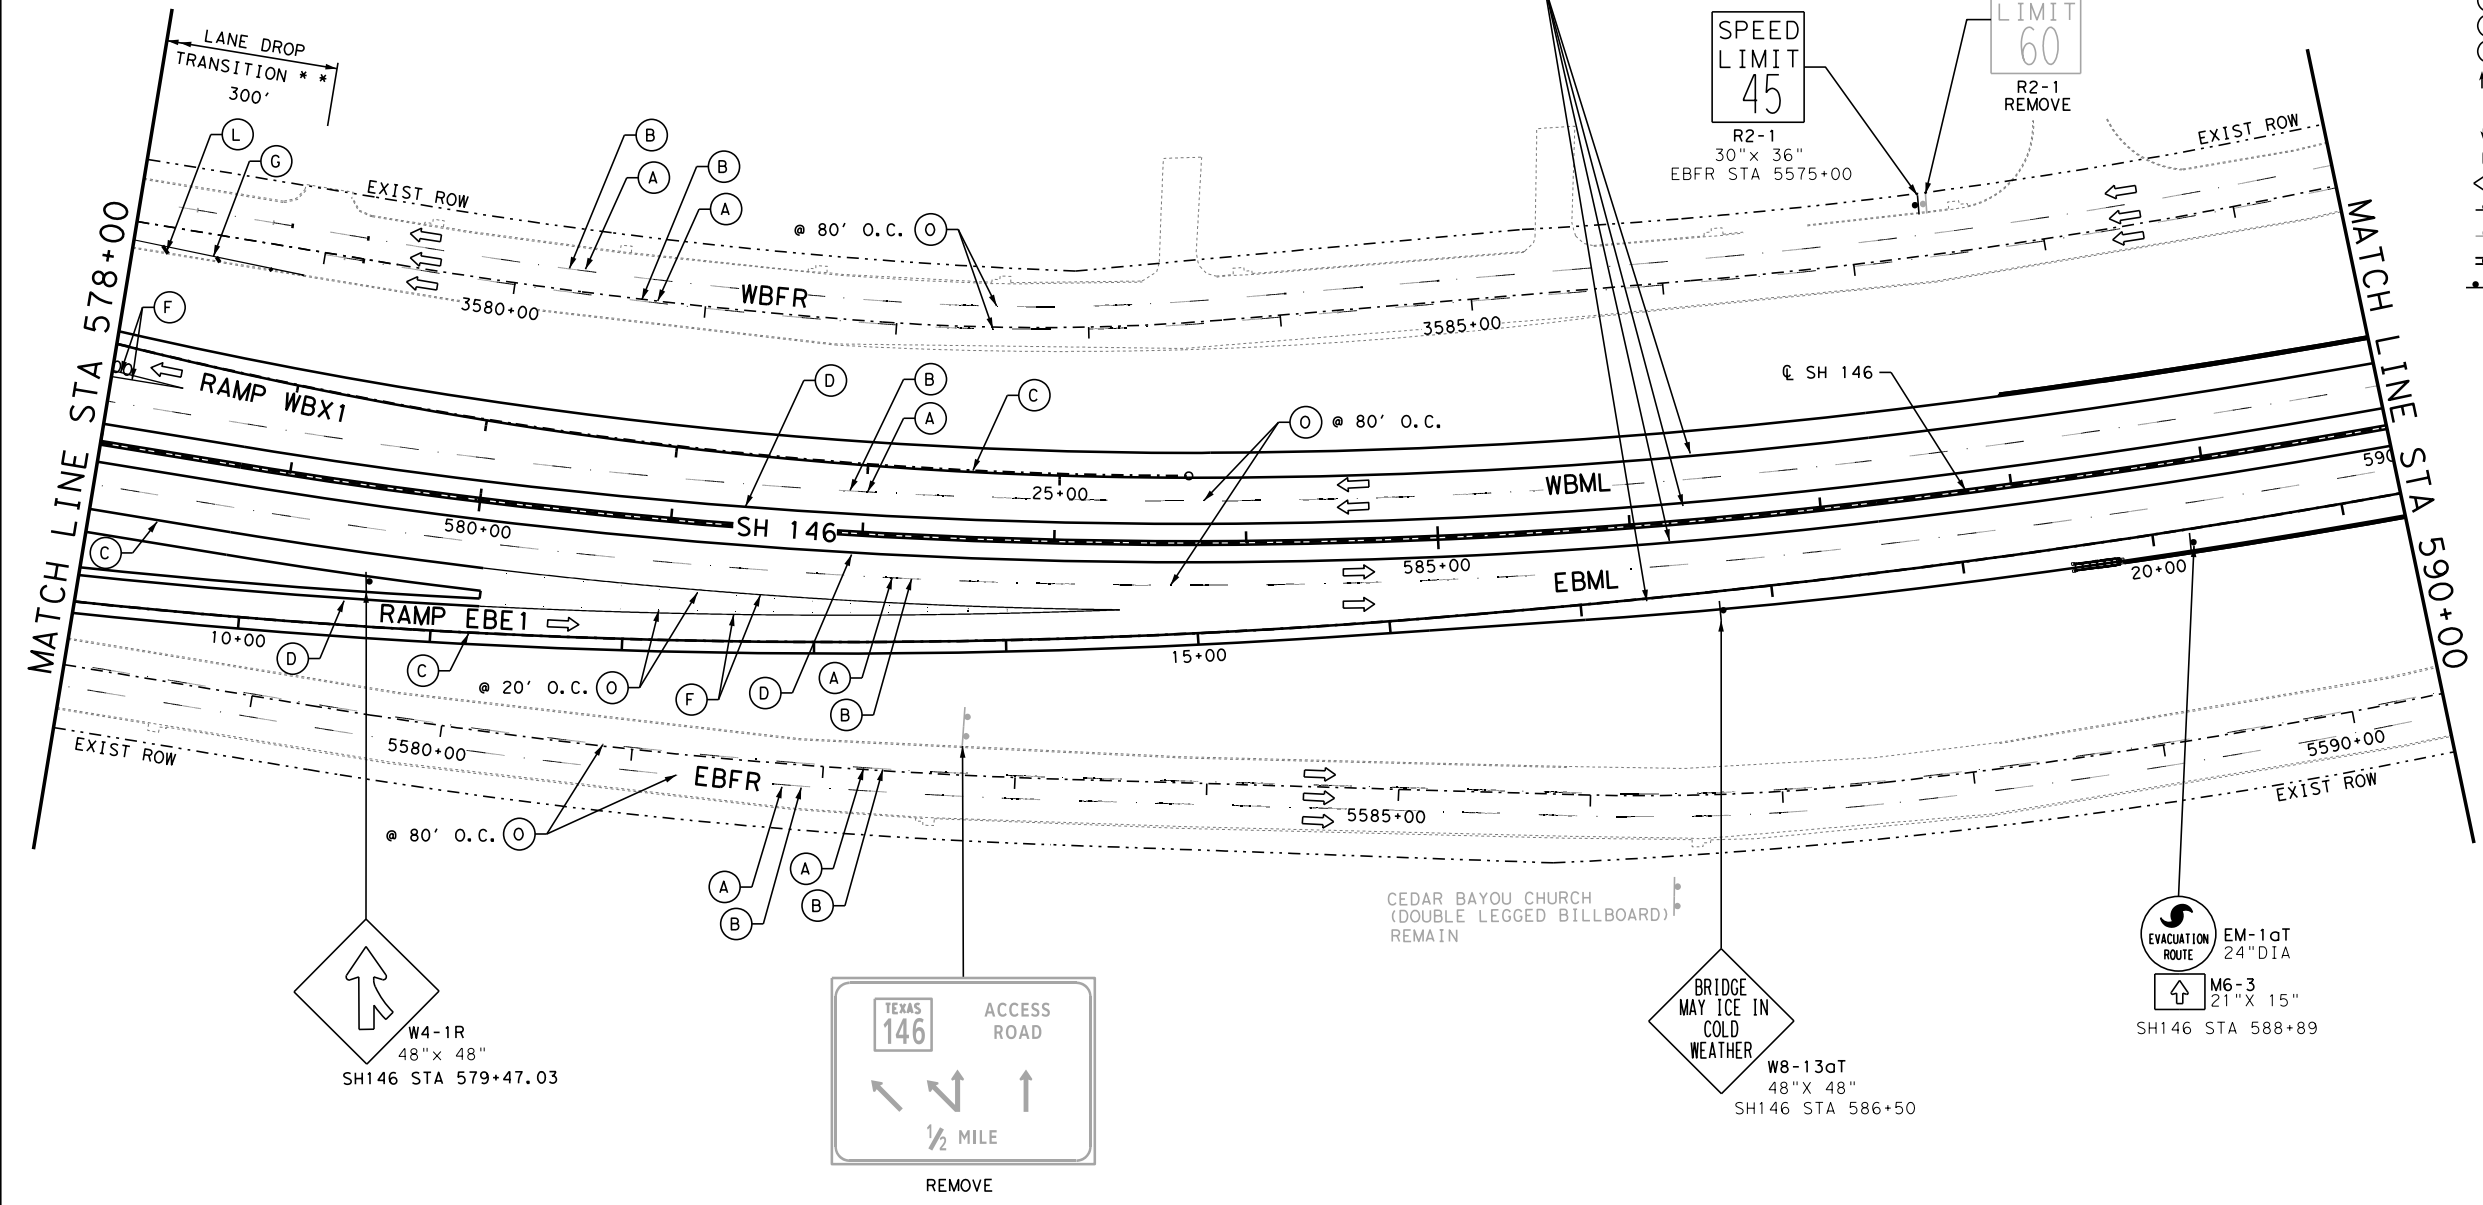 LANE DROP
TRANSITION * *
300'
L
G
B
A
B
A
EXIST ROW
@ 80' O.C. O
SPEED
LIMIT
45
R2-1
30"x 36"
EBFR STA 5575+00
LIMIT
60
R2-1
REMOVE
EXIST ROW
MATCH LINE STA 578+00
F
3580+00
WBFR
3585+00
RAMP WBX1
D
B
A
C
O @ 80' O.C.
℄ SH 146
MATCH LINE STA 590+00
25+00
WBML
590
580+00
SH 146
585+00
EBML
20+00
C
RAMP EBE1
10+00
D
C
@ 20' O.C. O
F
D
A
B
15+00
EXIST ROW
5580+00
EBFR
5585+00
5590+00
EXIST ROW
@ 80' O.C. O
A
B
A
B
CEDAR BAYOU CHURCH
(DOUBLE LEGGED BILLBOARD)
REMAIN
W4-1R
48"x 48"
SH146 STA 579+47.03
TEXAS
146
ACCESS
ROAD
1/2 MILE
REMOVE
BRIDGE
MAY ICE IN
COLD
WEATHER
W8-13aT
48"X 48"
SH146 STA 586+50
EVACUATION
ROUTE
EM-1aT
24"DIA
M6-3
21"X 15"
SH146 STA 588+89